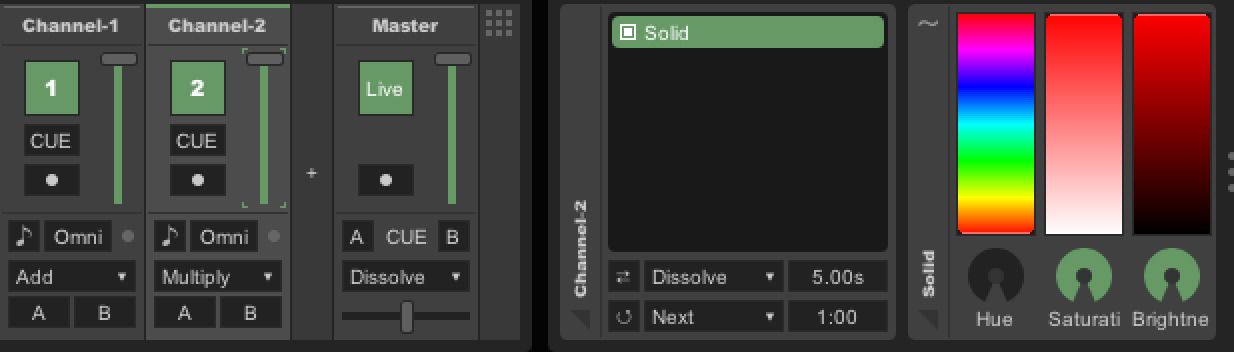 Channel-1
Channel-2
Master
1
2
Live
CUE
CUE
+
Omni
Omni
A CUE B
Add
Multiply
Dissolve
A B
A B
Channel-2
Solid
Dissolve 5.00s
Next 1:00
Solid
Hue Saturati Brightne